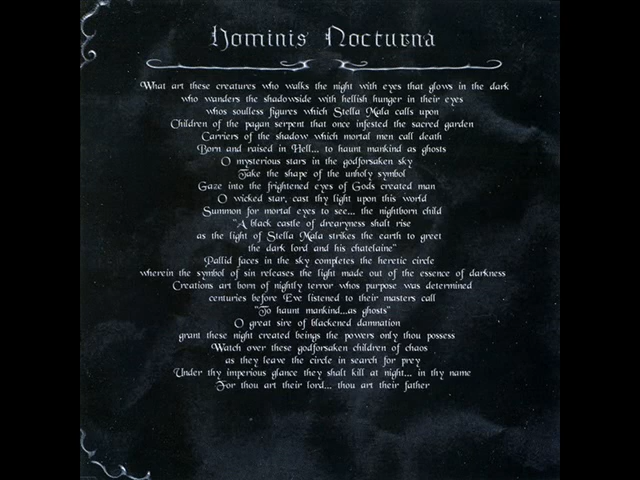 Hominis Nocturna
What art these creatures who walks the night with eyes that glows in the dark
who wanders the shadowside with hellish hunger in their eyes
whos soulless figures which Stella Mala calls upon
Children of the pagan serpent that once infested the sacred garden
Carriers of the shadow which mortal men call death
Born and raised in Hell... to haunt mankind as ghosts
O mysterious stars in the godforsaken sky
Take the shape of the unholy symbol
Gaze into the frightened eyes of Gods created man
O wicked star, cast thy light upon this world
Summon for mortal eyes to see... the nightborn child
"A black castle of drearyness shalt rise
as the light of Stella Mala strikes the earth to greet
the dark lord and his chatelaine"
Pallid faces in the sky completes the heretic circle
wherein the symbol of sin releases the light made out of the essence of darkness
Creations art born of nightly terror whos purpose was determined
centuries before Eve listened to their masters call
"To haunt mankind...as ghosts"
O great sire of blackened damnation
grant these night created beings the powers only thou possess
Watch over these godforsaken children of chaos
as they leave the circle in search for prey
Under thy imperious glance they shalt kill at night... in thy name
For thou art their lord... thou art their father